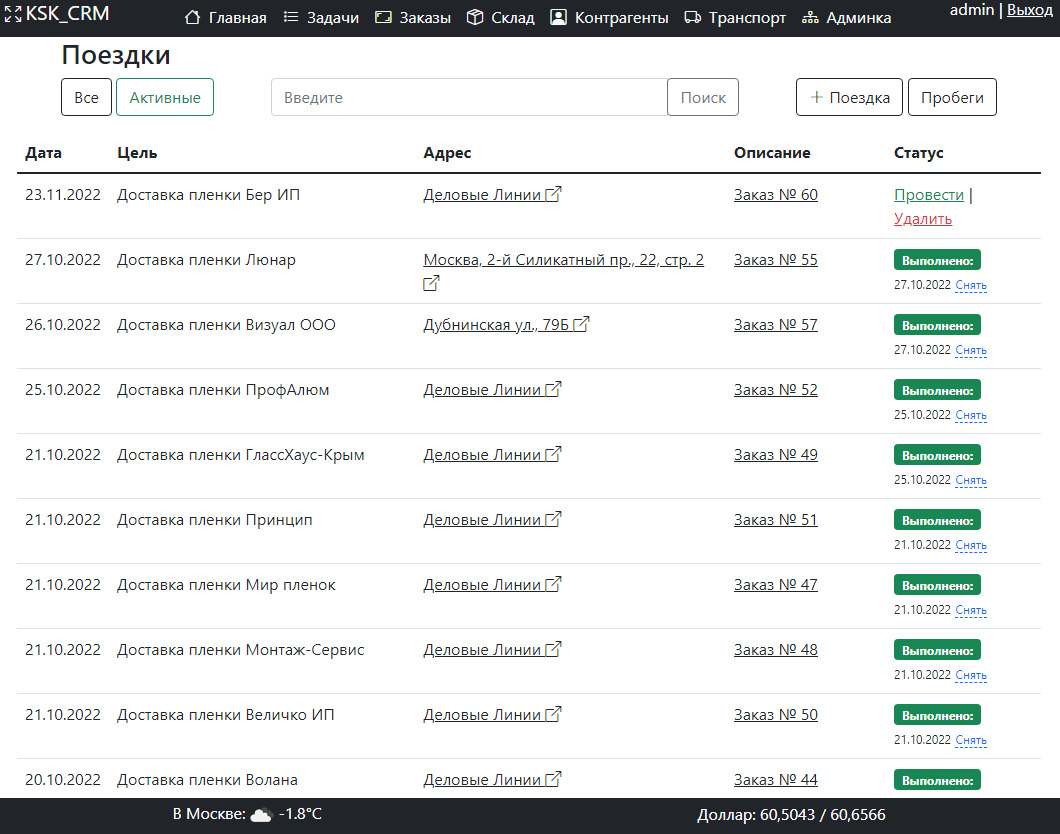 KSK_CRM Главная Задачи Заказы Склад Контрагенты Транспорт Админка admin | Выход
Поездки
Все Активные Введите Поиск + Поездка Пробеги
Дата Цель Адрес Описание Статус
23.11.2022 Доставка пленки Бер ИП Деловые Линии Заказ № 60 Провести |
Удалить
27.10.2022 Доставка пленки Люнар Москва, 2-й Силикатный пр., 22, стр. 2 Заказ № 55 Выполнено:
27.10.2022 Снять
26.10.2022 Доставка пленки Визуал ООО Дубнинская ул., 79Б Заказ № 57 Выполнено:
27.10.2022 Снять
25.10.2022 Доставка пленки ПрофАлюм Деловые Линии Заказ № 52 Выполнено:
25.10.2022 Снять
21.10.2022 Доставка пленки ГлассХаус-Крым Деловые Линии Заказ № 49 Выполнено:
25.10.2022 Снять
21.10.2022 Доставка пленки Принцип Деловые Линии Заказ № 51 Выполнено:
21.10.2022 Снять
21.10.2022 Доставка пленки Мир пленок Деловые Линии Заказ № 47 Выполнено:
21.10.2022 Снять
21.10.2022 Доставка пленки Монтаж-Сервис Деловые Линии Заказ № 48 Выполнено:
21.10.2022 Снять
21.10.2022 Доставка пленки Величко ИП Деловые Линии Заказ № 50 Выполнено:
21.10.2022 Снять
20.10.2022 Доставка пленки Волана Деловые Линии Заказ № 44 Выполнено:
В Москве: -1.8°C Доллар: 60,5043 / 60,6566